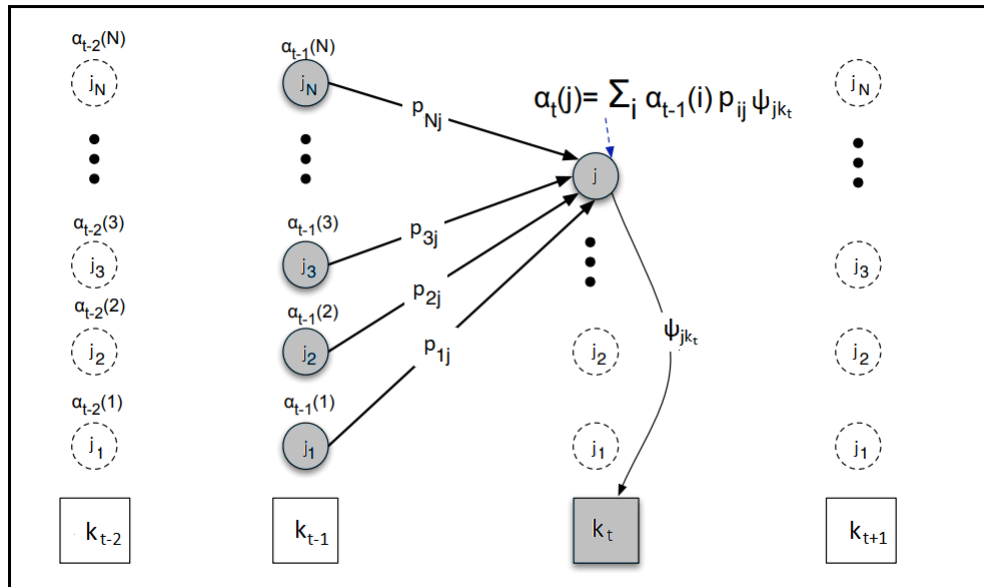 α_{t-2}(N) α_{t-1}(N)
j_N j_N j_N
p_{Nj} α_t(j)= Σ_i α_{t-1}(i) p_{ij} ψ_{jk_t}
j
α_{t-2}(3) α_{t-1}(3)
p_{3j}
j_3 j_3 j_3
p_{2j}
α_{t-2}(2) α_{t-1}(2)
ψ_{jk_t}
j_2 j_2 j_2 j_2
p_{1j}
α_{t-2}(1) α_{t-1}(1)
j_1 j_1 j_1 j_1
k_{t-2} k_{t-1} k_t k_{t+1}